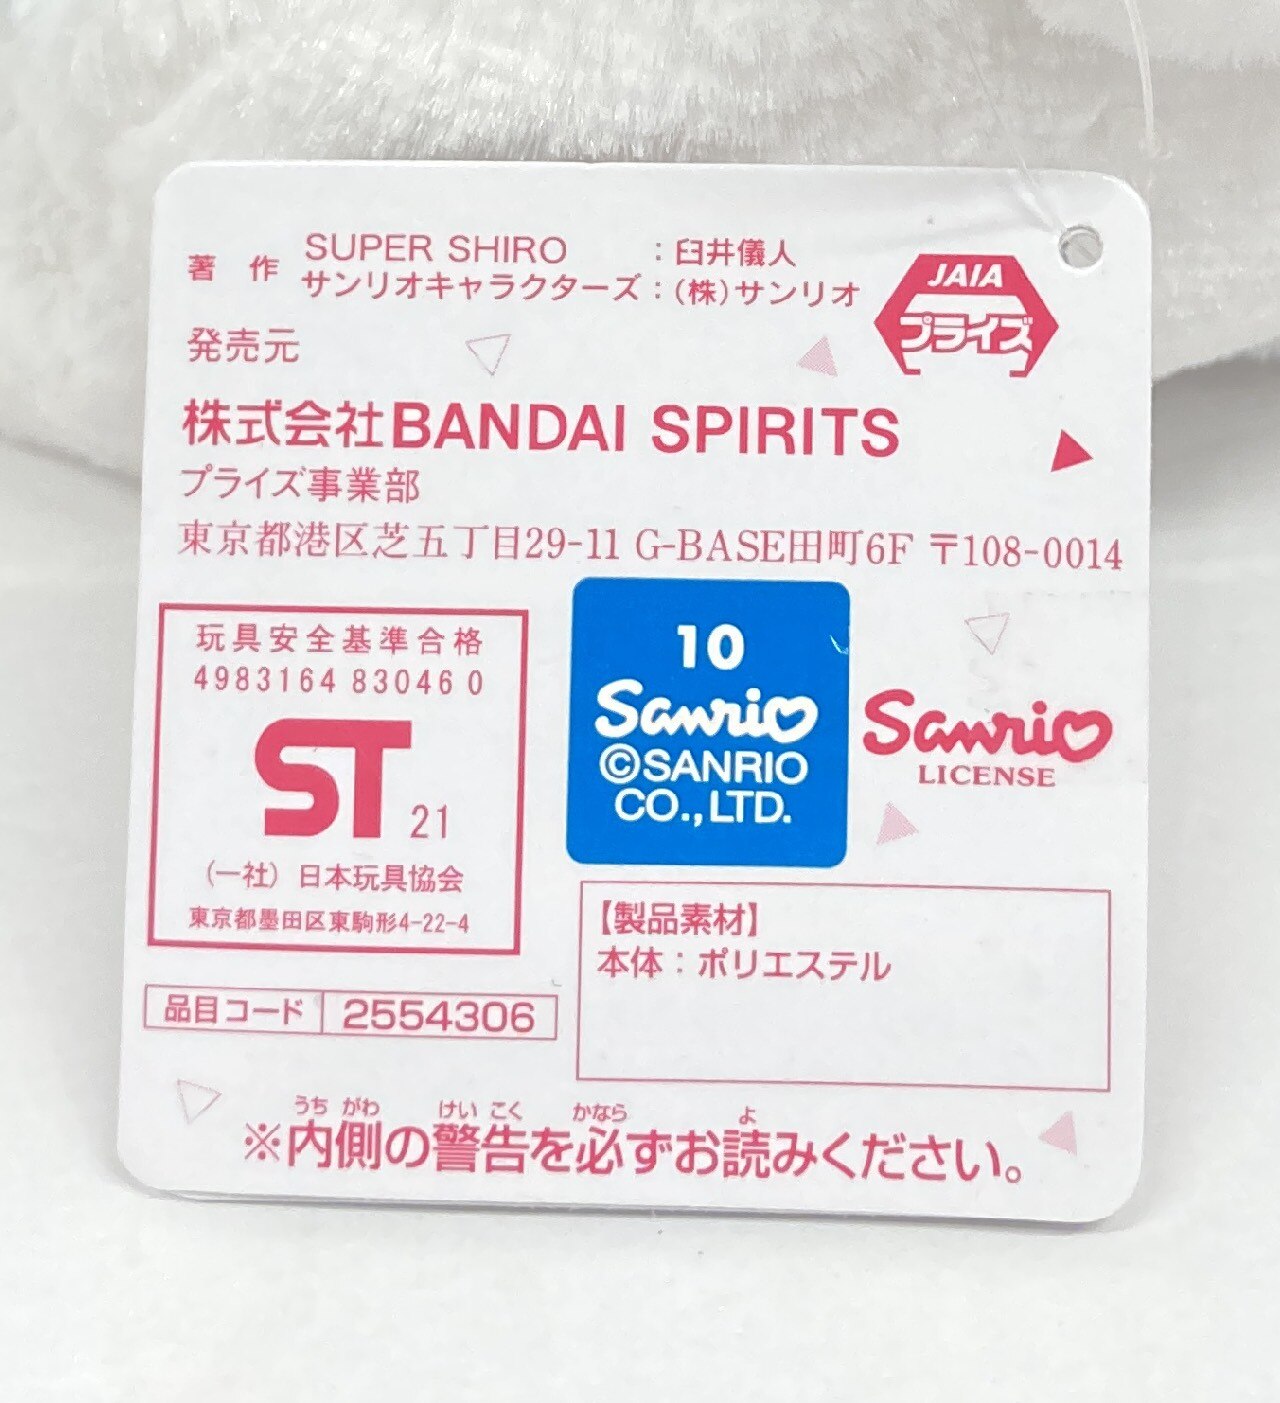 著作 SUPER SHIRO : 臼井儀人
サンリオキャラクターズ : (株)サンリオ
JAIA
プライズ
発売元
株式会社BANDAI SPIRITS
プライズ事業部
東京都港区芝五丁目29-11 G-BASE田町6F 〒108-0014
玩具安全基準合格
4983164 830460
ST 21
(一社) 日本玩具協会
東京都墨田区東駒形4-22-4
10
Sanrio
©SANRIO
CO.,LTD.
Sanrio
LICENSE
【製品素材】
本体：ポリエステル
品目コード 2554306
うち がわ けい こく かなら よ
※内側の警告を必ずお読みください。